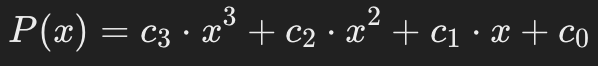 P(x) = c₃ · x³ + c₂ · x² + c₁ · x + c₀